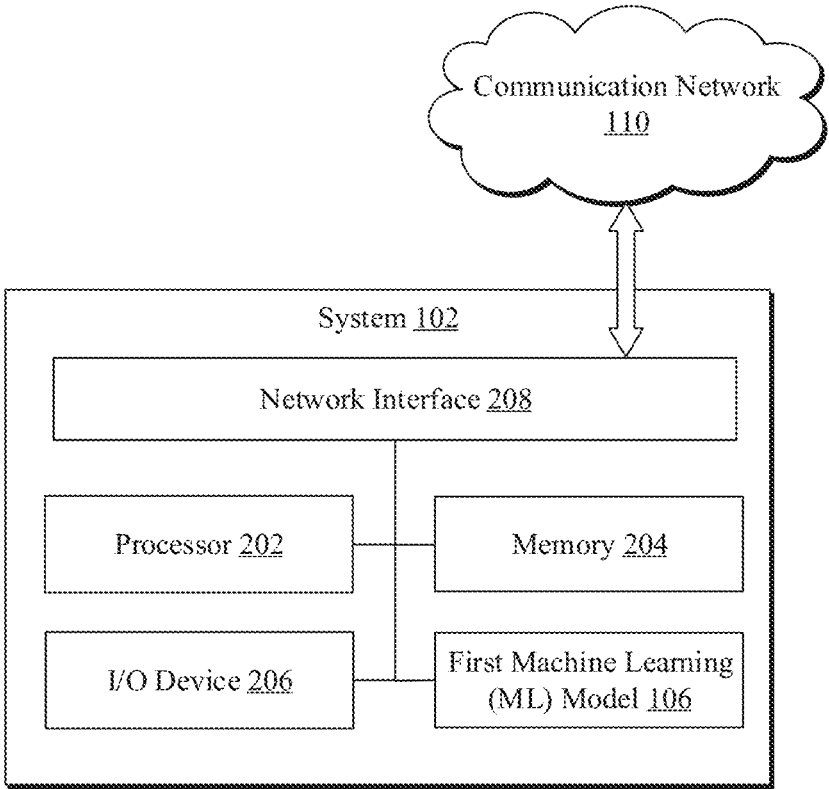 Communication Network
110
System 102
Network Interface 208
Processor 202
Memory 204
I/O Device 206
First Machine Learning
(ML) Model 106